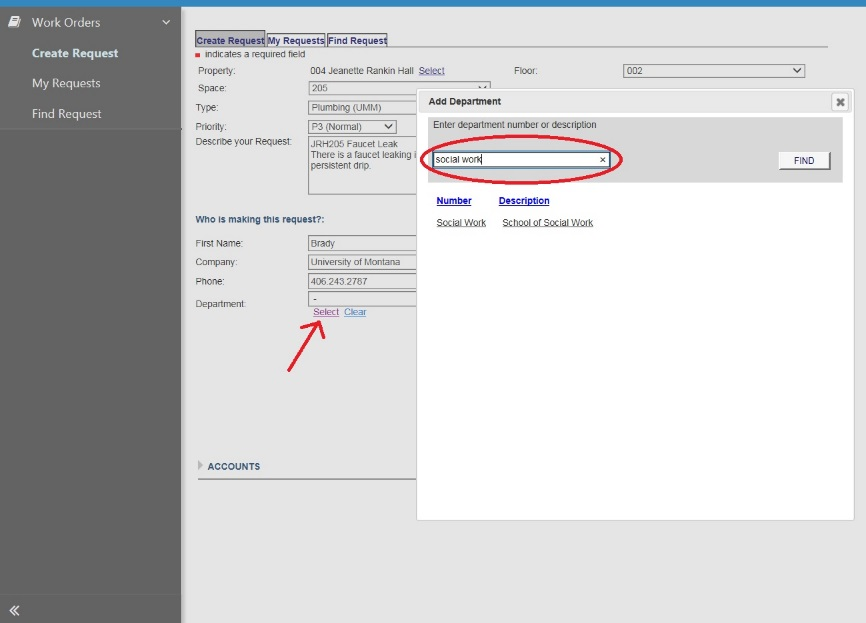 Work Orders
Create Request
My Requests
Find Request
Create Request My Requests Find Request
indicates a required field
Property: 004 Jeanette Rankin Hall Select Floor: 002
Space: 205
Type: Plumbing (UMM)
Priority: P3 (Normal)
Describe your Request: JRH205 Faucet Leak
There is a faucet leaking i
persistent drip.
Who is making this request?:
First Name: Brady
Company: University of Montana
Phone: 406.243.2787
Department: -
Select Clear
ACCOUNTS
Add Department
Enter department number or description
social work × FIND
Number Description
Social Work School of Social Work